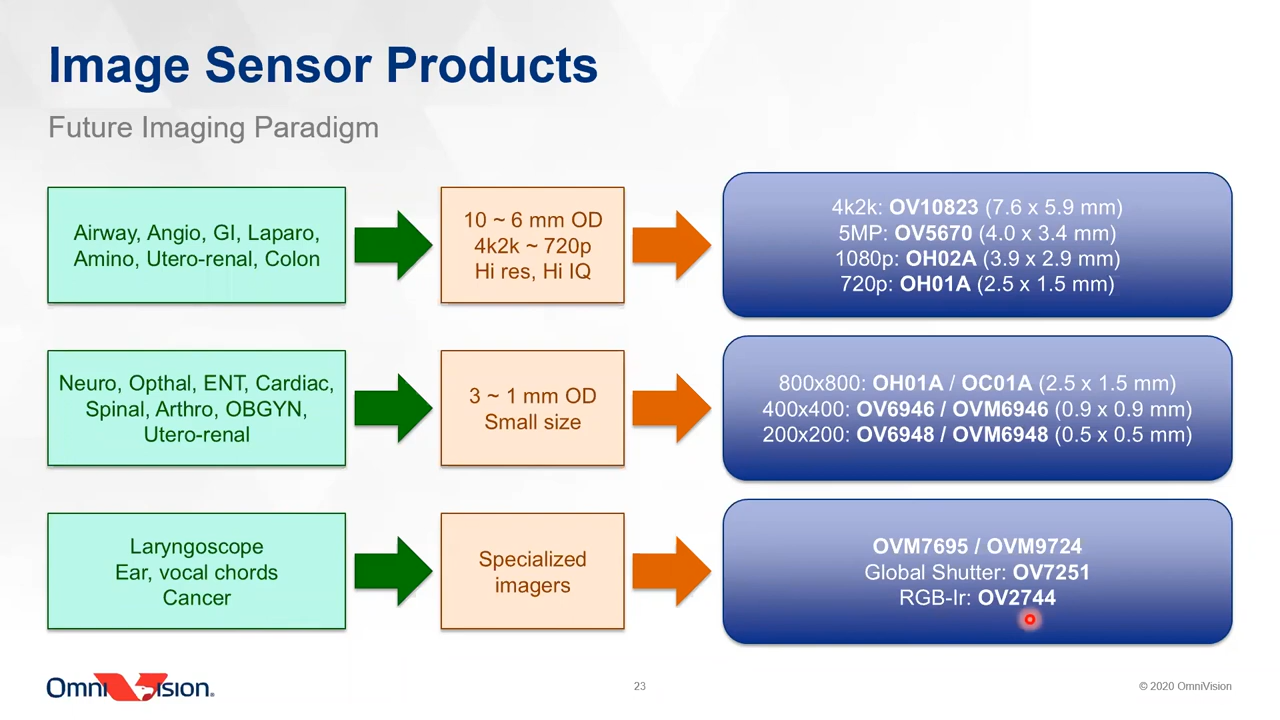 Image Sensor Products
Future Imaging Paradigm
Airway, Angio, GI, Laparo,
Amino, Utero-renal, Colon
10 ~ 6 mm OD
4k2k ~ 720p
Hi res, Hi IQ
4k2k: OV10823 (7.6 x 5.9 mm)
5MP: OV5670 (4.0 x 3.4 mm)
1080p: OH02A (3.9 x 2.9 mm)
720p: OH01A (2.5 x 1.5 mm)
Neuro, Opthal, ENT, Cardiac,
Spinal, Arthro, OBGYN,
Utero-renal
3 ~ 1 mm OD
Small size
800x800: OH01A / OC01A (2.5 x 1.5 mm)
400x400: OV6946 / OVM6946 (0.9 x 0.9 mm)
200x200: OV6948 / OVM6948 (0.5 x 0.5 mm)
Laryngoscope
Ear, vocal chords
Cancer
Specialized
imagers
OVM7695 / OVM9724
Global Shutter: OV7251
RGB-Ir: OV2744
OmniVision.
23
© 2020 OmniVision